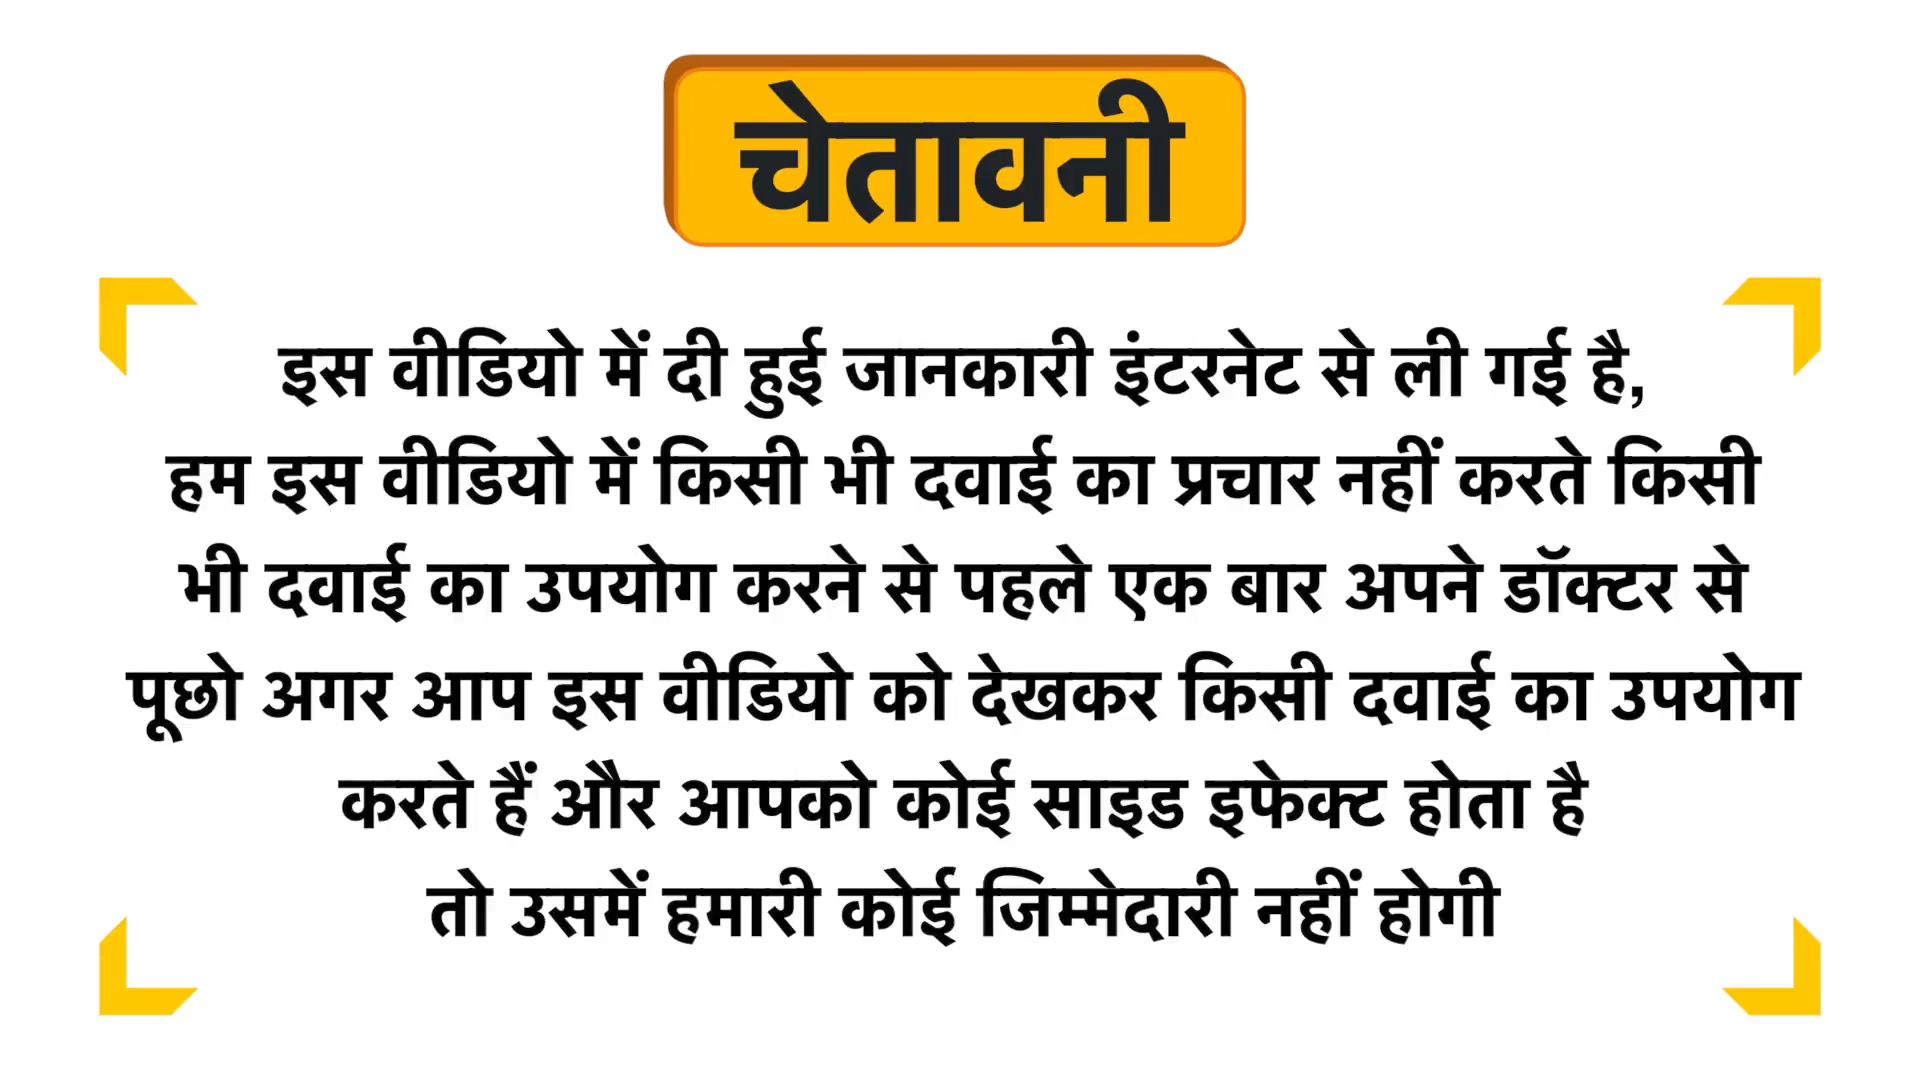 चेतावनी
इस वीडियो में दी हुई जानकारी इंटरनेट से ली गई है,
हम इस वीडियो में किसी भी दवाई का प्रचार नहीं करते किसी
भी दवाई का उपयोग करने से पहले एक बार अपने डॉक्टर से
पूछो अगर आप इस वीडियो को देखकर किसी दवाई का उपयोग
करते हैं और आपको कोई साइड इफेक्ट होता है
तो उसमें हमारी कोई जिम्मेदारी नहीं होगी